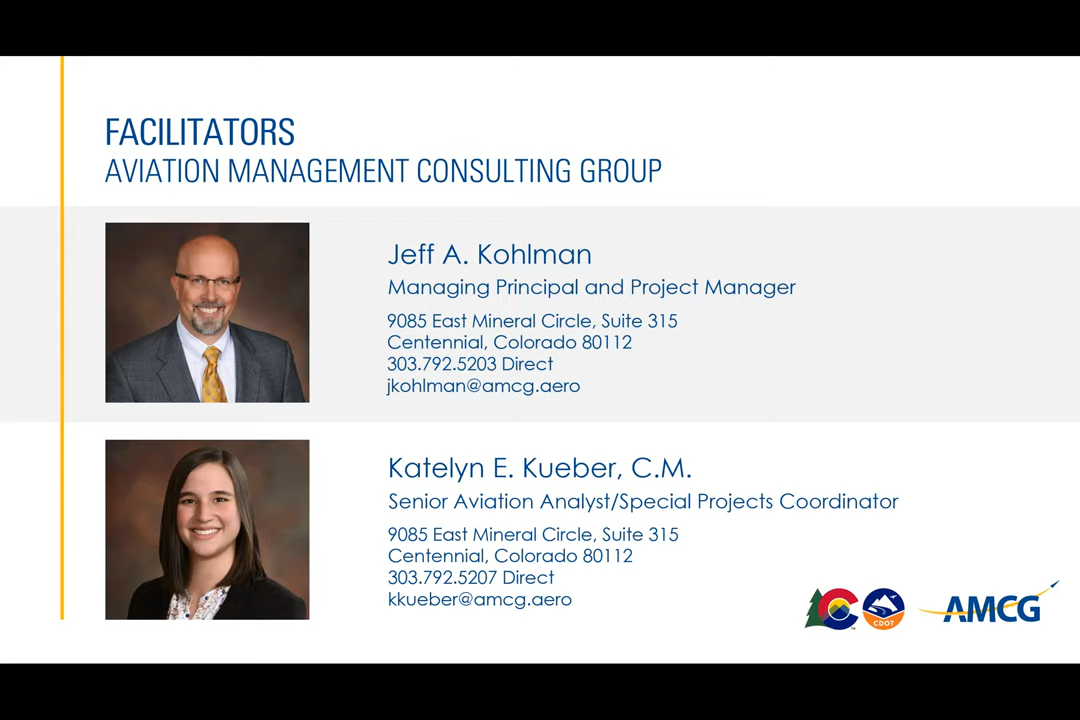 FACILITATORS
AVIATION MANAGEMENT CONSULTING GROUP
Jeff A. Kohlman
Managing Principal and Project Manager
9085 East Mineral Circle, Suite 315
Centennial, Colorado 80112
303.792.5203 Direct
jkohlman@amcg.aero
Katelyn E. Kueber, C.M.
Senior Aviation Analyst/Special Projects Coordinator
9085 East Mineral Circle, Suite 315
Centennial, Colorado 80112
303.792.5207 Direct
kkueber@amcg.aero
CDOT
AMCG